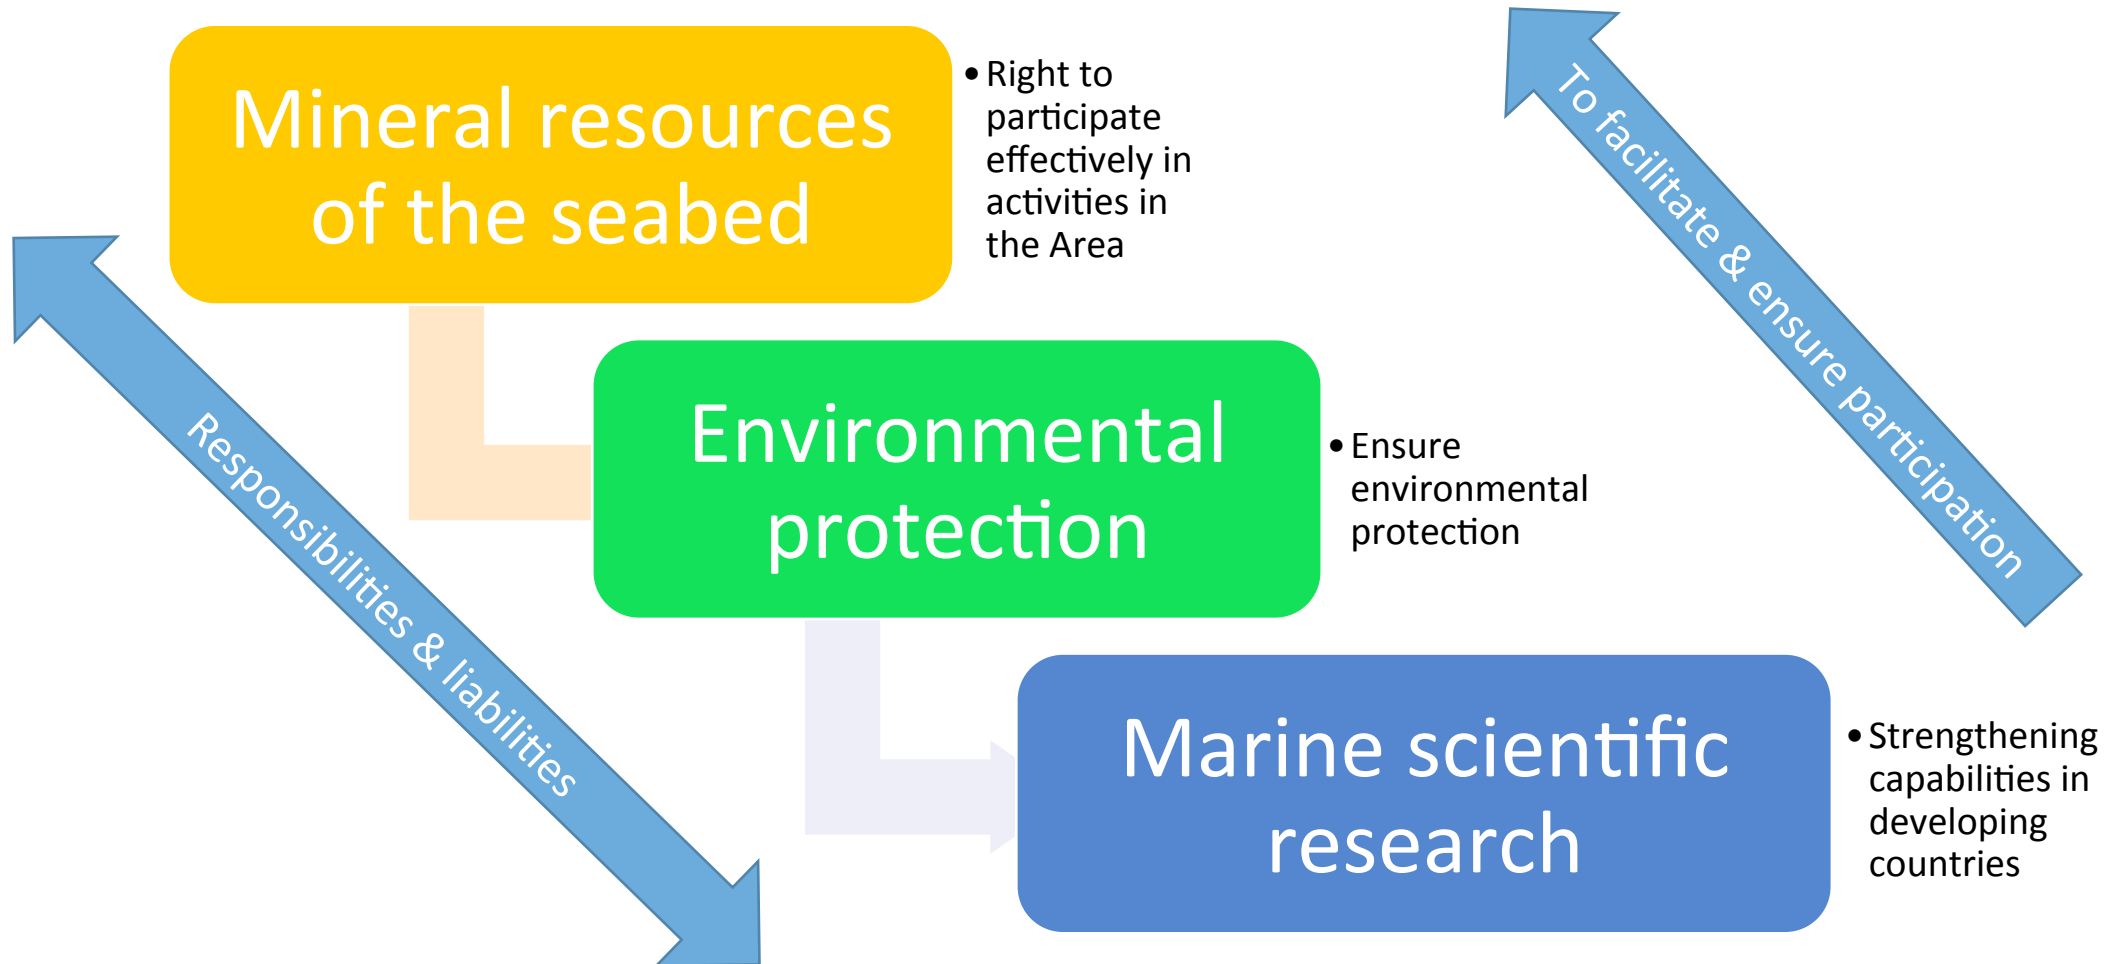 Mineral resources
of the seabed
• Right to
participate
effectively in
activities in
the Area
To facilitate & ensure participation
Responsibilities & liabilities
Environmental
protection
• Ensure
environmental
protection
Marine scientific
research
• Strengthening
capabilities in
developing
countries